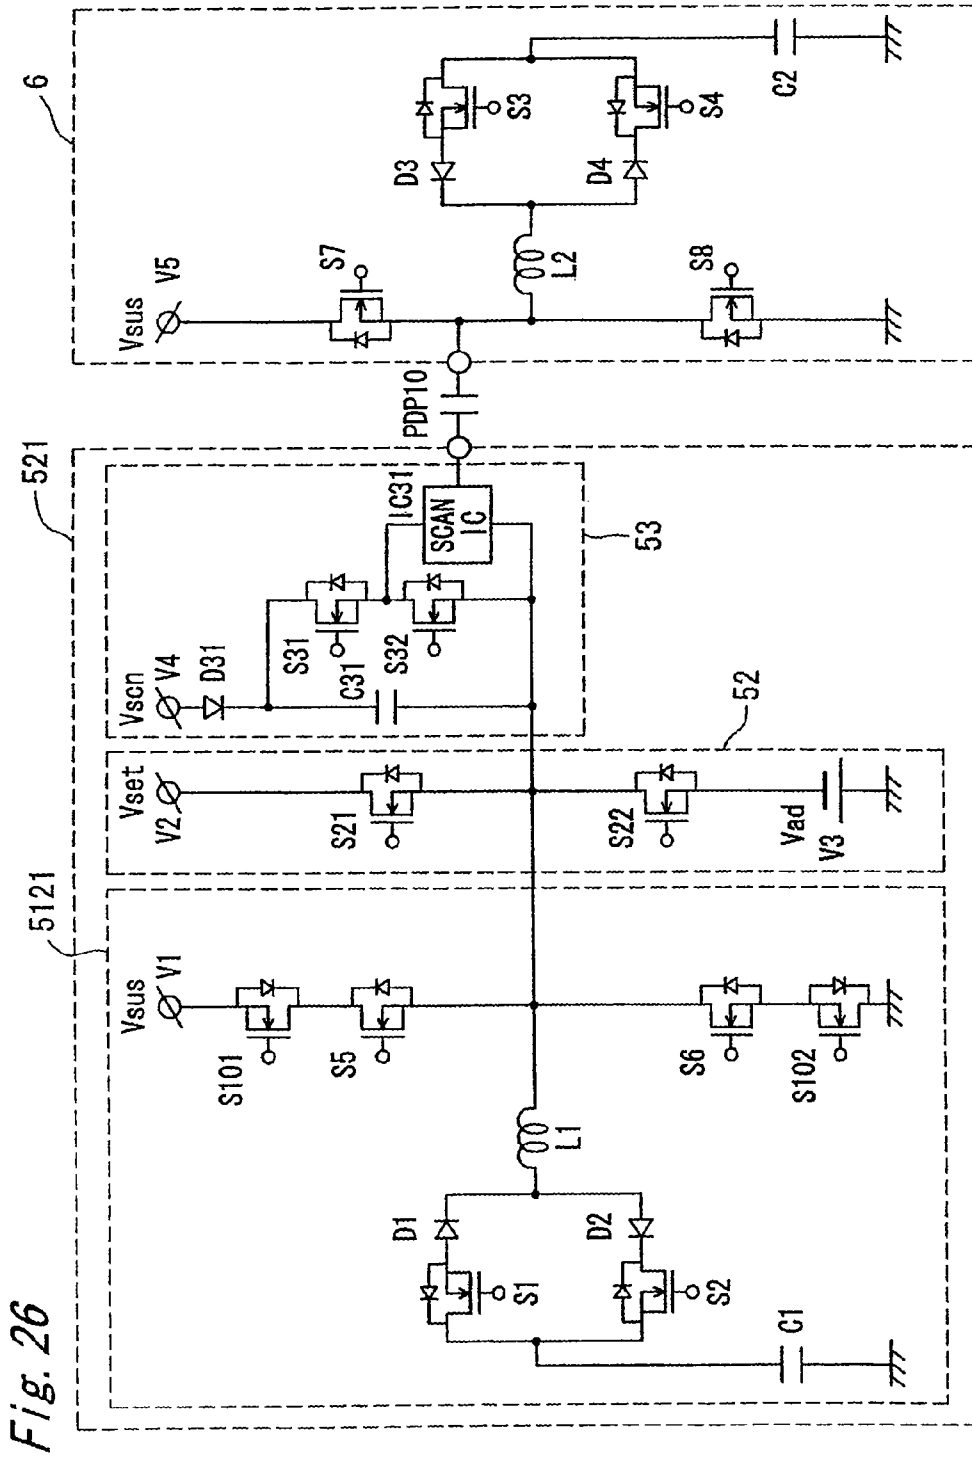 Fig. 26
5121
521
6
Vsus
V1
S101
S5
S6
S102
L1
D1
S1
D2
S2
C1
Vset
V2
S21
S22
Vad
V3
52
Vscn
V4
D31
S31
C31
S32
IC31
SCAN
IC
53
PDP10
Vsus
V5
S7
S8
L2
D3
S3
D4
S4
C2